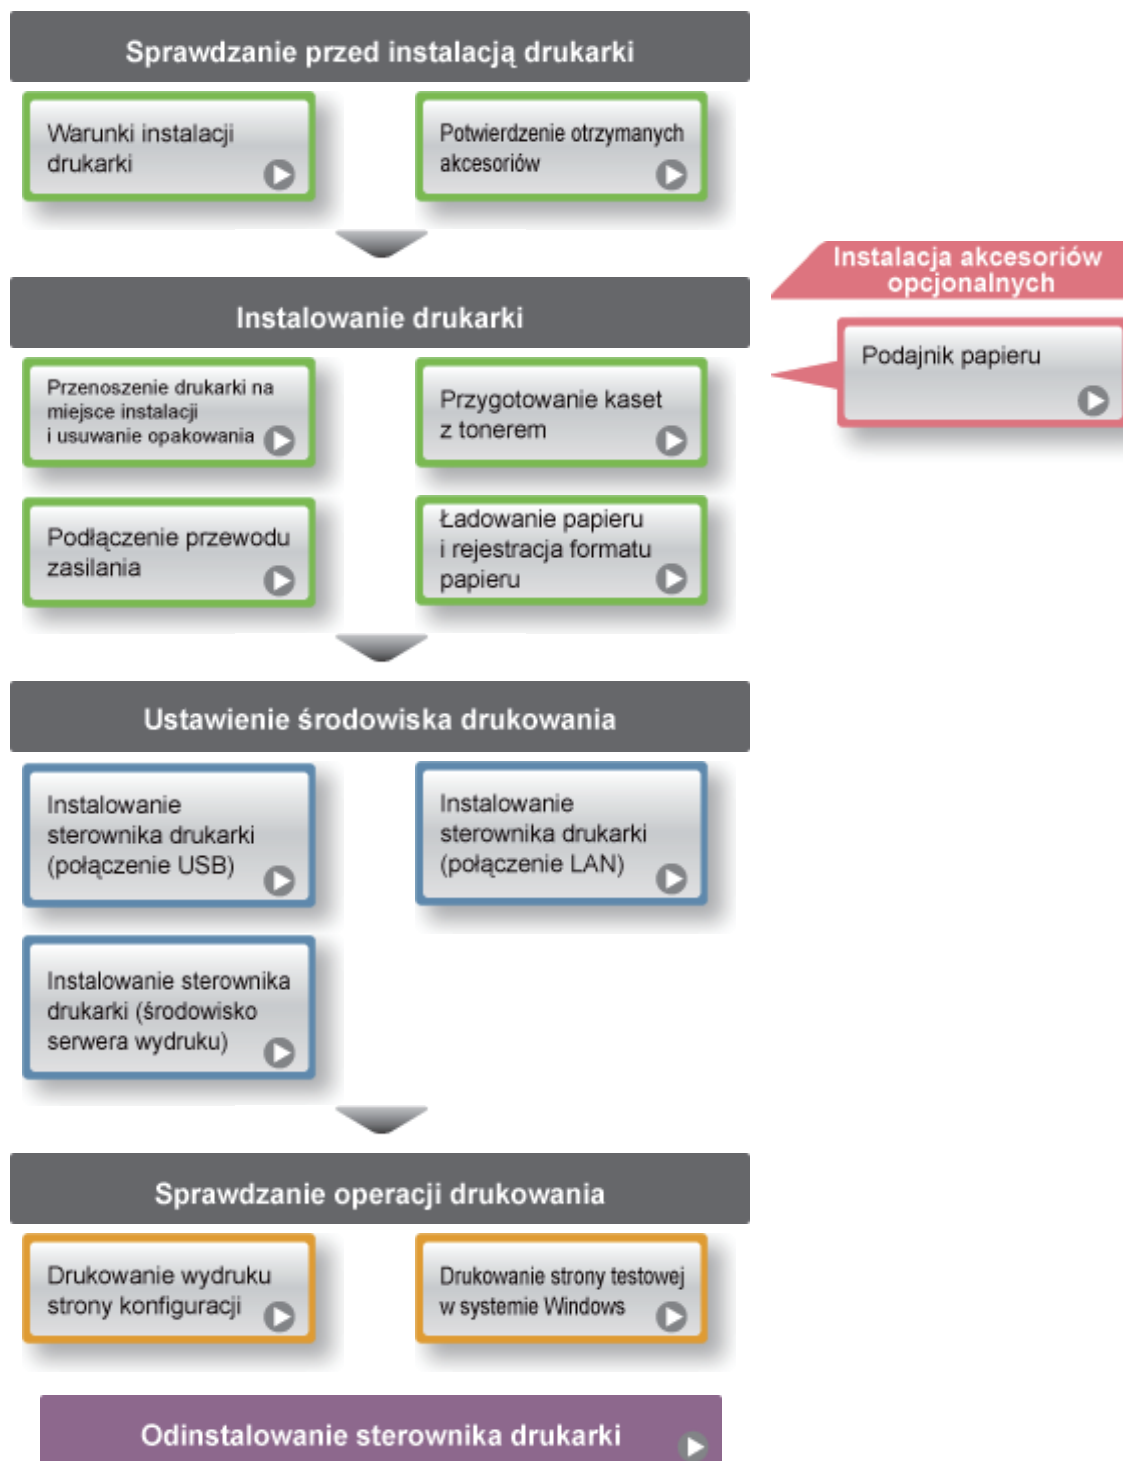 Sprawdzanie przed instalacją drukarki
Warunki instalacji
drukarki
Potwierdzenie otrzymanych
akcesoriów
Instalacja akcesoriów
opcjonalnych
Podajnik papieru
Instalowanie drukarki
Przenoszenie drukarki na
miejsce instalacji
i usuwanie opakowania
Przygotowanie kaset
z tonerem
Podłączenie przewodu
zasilania
Ładowanie papieru
i rejestracja formatu
papieru
Ustawienie środowiska drukowania
Instalowanie
sterownika drukarki
(połączenie USB)
Instalowanie
sterownika drukarki
(połączenie LAN)
Instalowanie sterownika
drukarki (środowisko
serwera wydruku)
Sprawdzanie operacji drukowania
Drukowanie wydruku
strony konfiguracji
Drukowanie strony testowej
w systemie Windows
Odinstalowanie sterownika drukarki